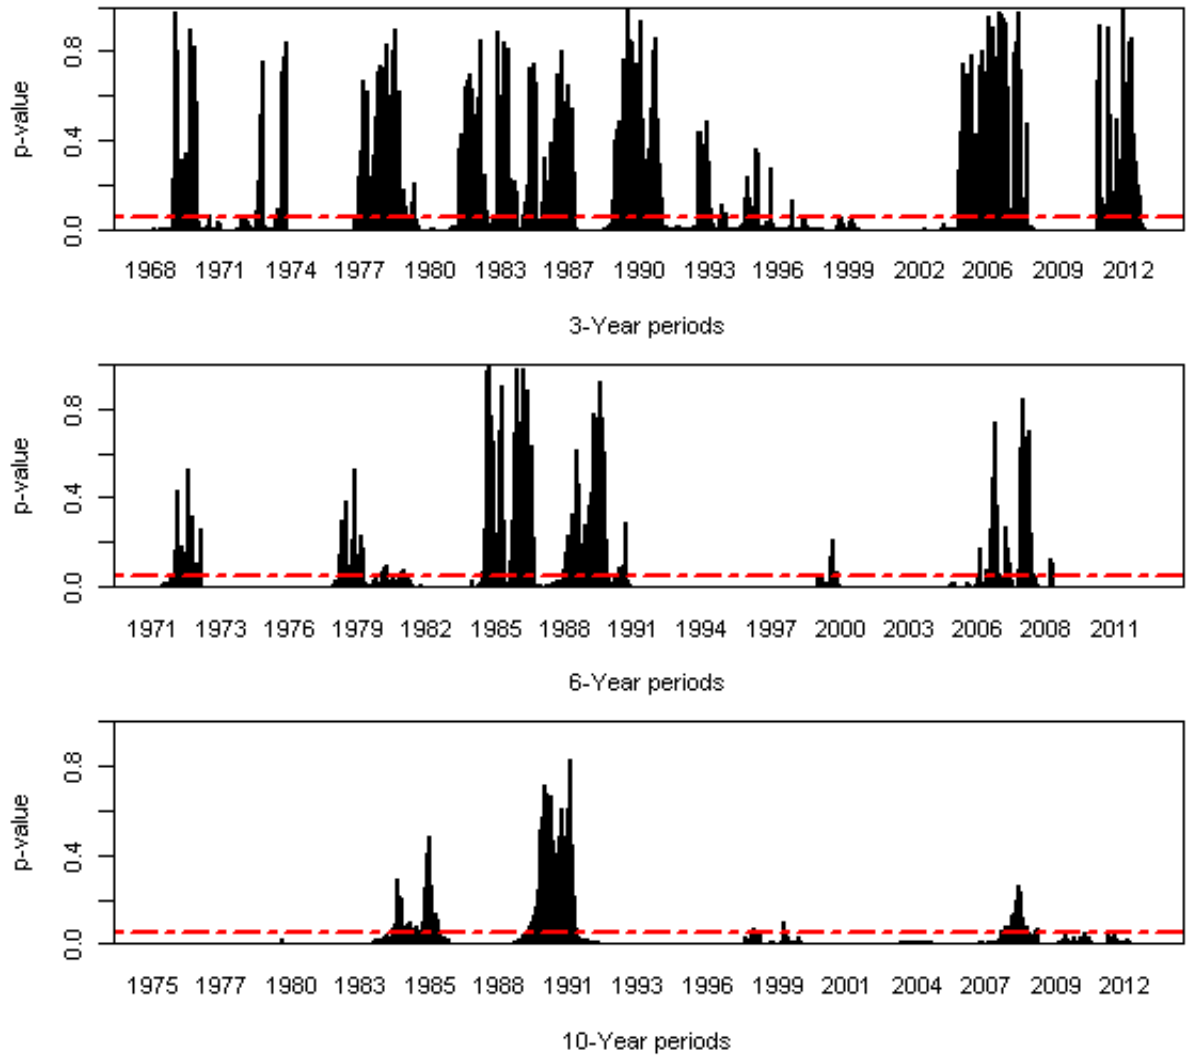 p-value
0.8
0.4
0.0
1968 1971 1974 1977 1980 1983 1987 1990 1993 1996 1999 2002 2006 2009 2012
3-Year periods
p-value
0.8
0.4
0.0
1971 1973 1976 1979 1982 1985 1988 1991 1994 1997 2000 2003 2006 2008 2011
6-Year periods
p-value
0.8
0.4
0.0
1975 1977 1980 1983 1985 1988 1991 1993 1996 1999 2001 2004 2007 2009 2012
10-Year periods